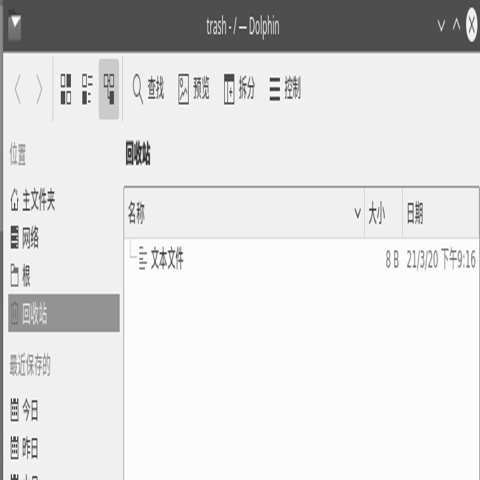 trash - / — Dolphin
查找 预览 拆分 控制
位置
回收站
主文件夹
网络
根
回收站
最近保存的
今日
昨日
名称 大小 日期
文本文件 8 B 21/3/20 下午9:16